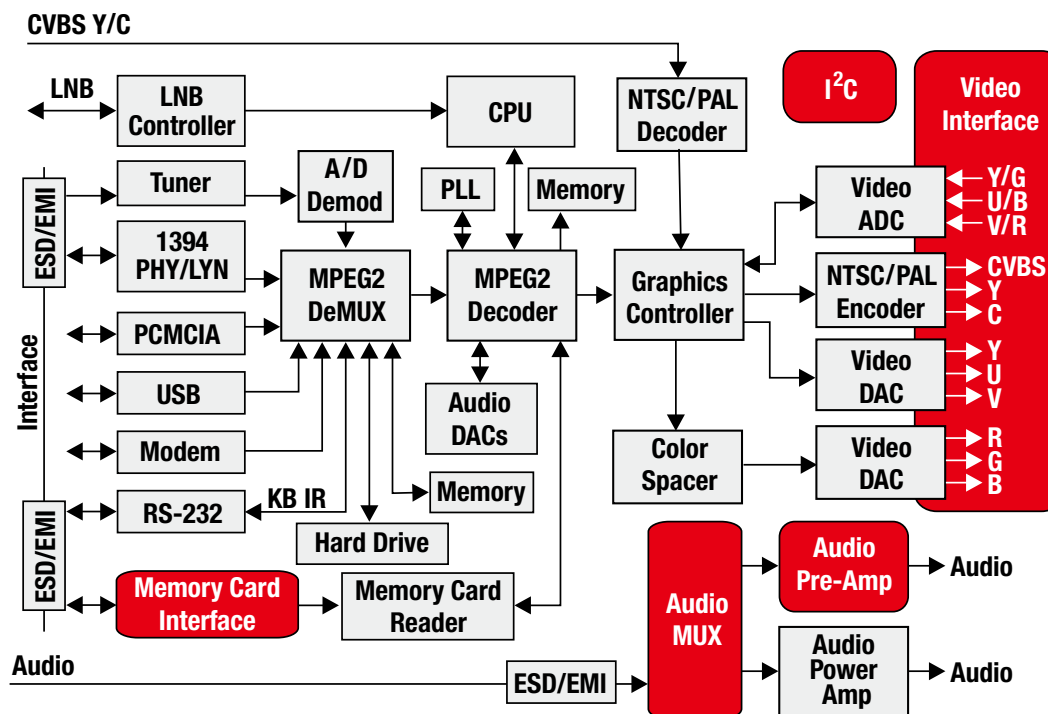 CVBS Y/C
LNB
LNB
Controller
CPU
NTSC/PAL
Decoder
I²C
Video
Interface
ESD/EMI
Tuner
A/D
Demod
PLL
Memory
Video
ADC
Y/G
U/B
V/R
1394
PHY/LYN
MPEG2
DeMUX
MPEG2
Decoder
Graphics
Controller
NTSC/PAL
Encoder
CVBS
Y
C
Interface
PCMCIA
USB
Audio
DACs
Video
DAC
Y
U
V
Modem
Color
Spacer
Video
DAC
R
G
B
ESD/EMI
RS-232
KB IR
Memory
Hard Drive
Memory Card
Interface
Memory Card
Reader
Audio
MUX
Audio
Pre-Amp
Audio
Audio
ESD/EMI
Audio
Power
Amp
Audio